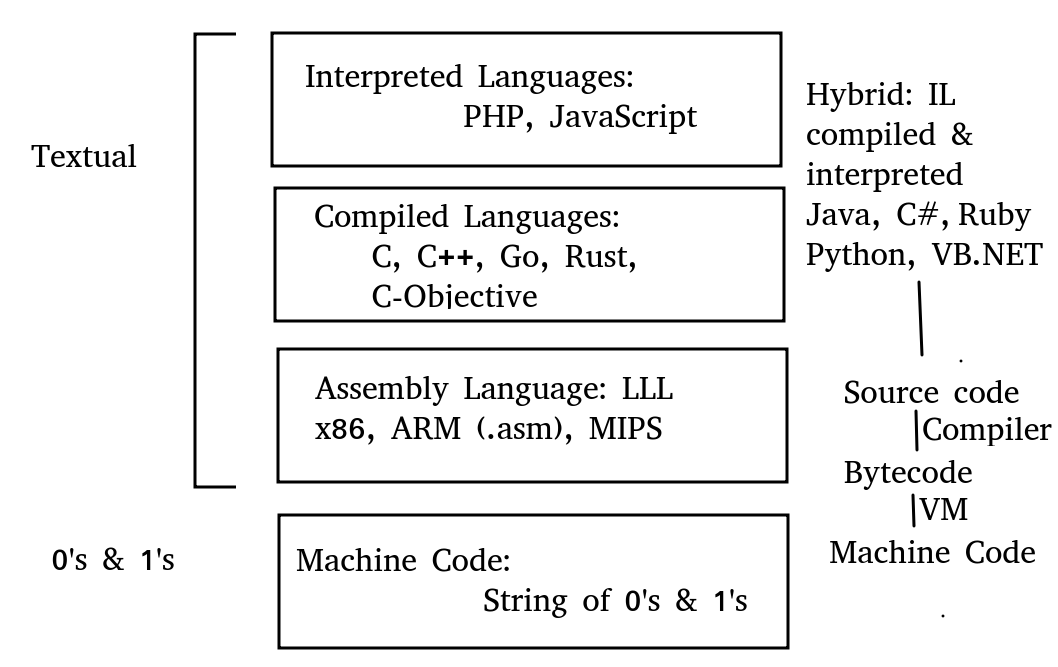 Textual
Interpreted Languages:
PHP, JavaScript
Compiled Languages:
C, C++, Go, Rust,
C-Objective
Assembly Language: LLL
x86, ARM (.asm), MIPS
0's & 1's
Machine Code:
String of 0's & 1's
Hybrid: IL
compiled &
interpreted
Java, C#, Ruby
Python, VB.NET
Source code
Compiler
Bytecode
VM
Machine Code